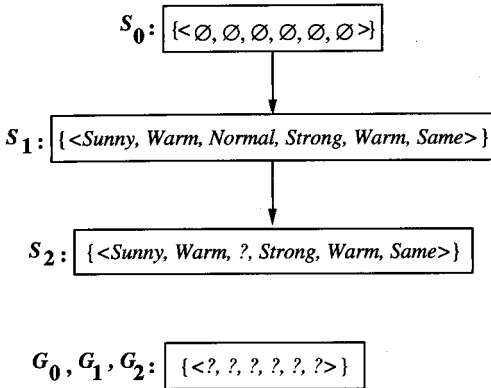 S0: {<∅, ∅, ∅, ∅, ∅, ∅>}
S1: {<Sunny, Warm, Normal, Strong, Warm, Same>}
S2: {<Sunny, Warm, ?, Strong, Warm, Same>}
G0, G1, G2: {<?, ?, ?, ?, ?, ?>}